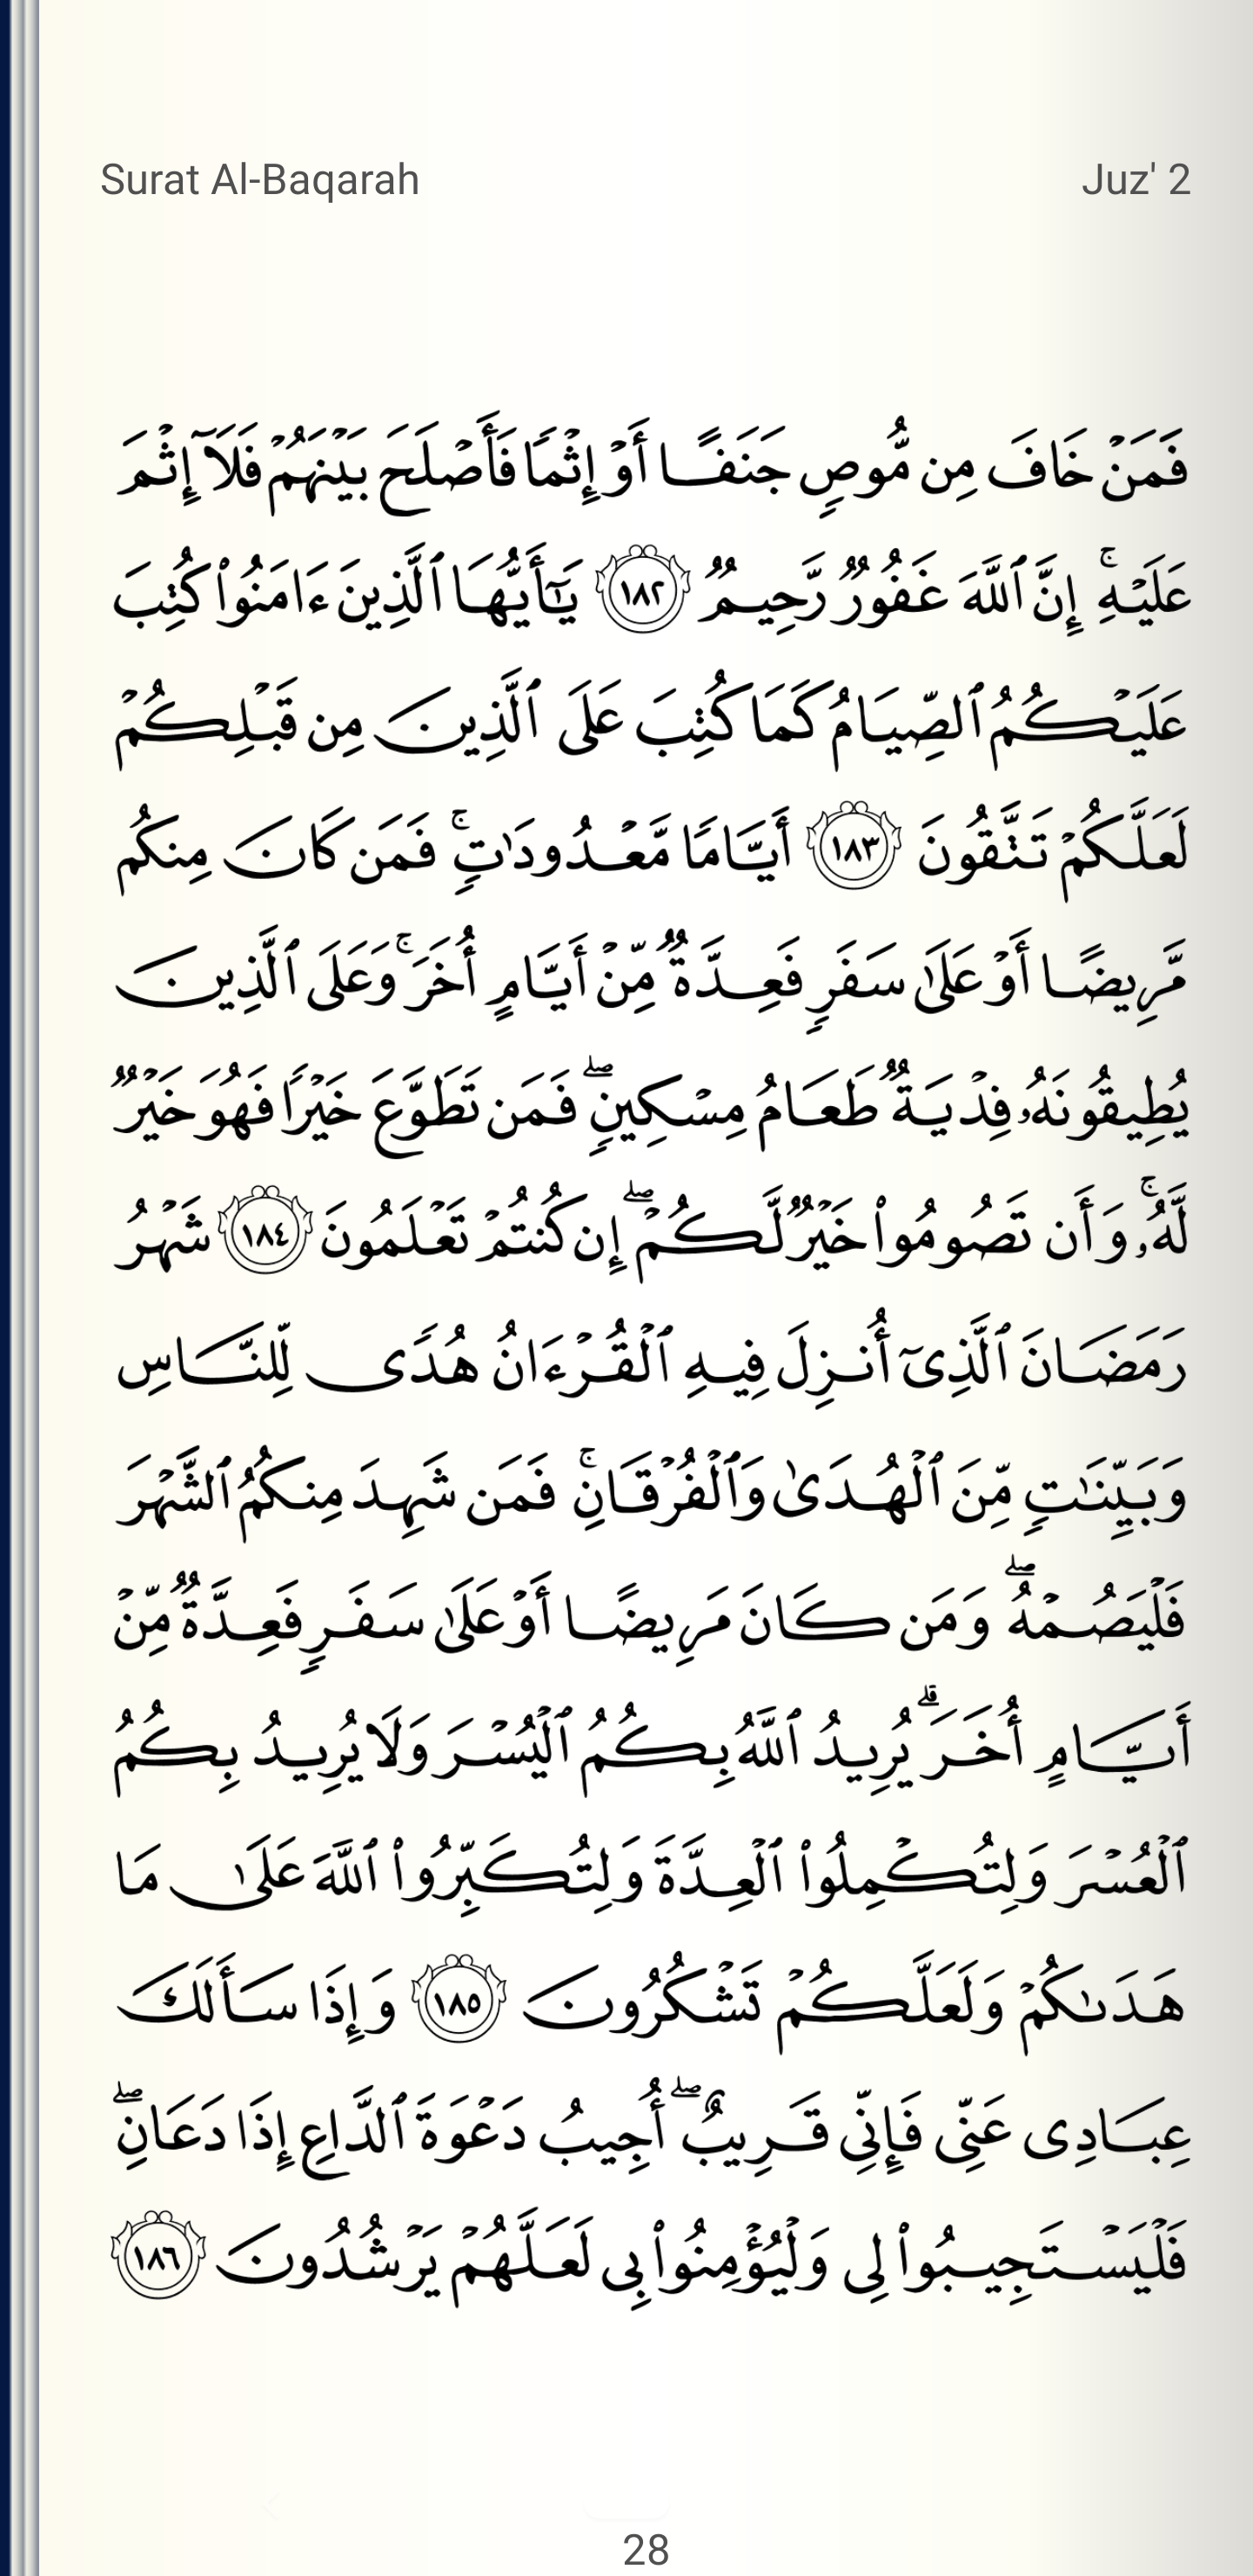 Surat Al-Baqarah
Juz' 2
فَمَنۡ خَافَ مِن مُّوصٖ جَنَفًا أَوۡ إِثۡمٗا فَأَصۡلَحَ بَيۡنَهُمۡ فَلَآ إِثۡمَ
عَلَيۡهِۚ إِنَّ ٱللَّهَ غَفُورٞ رَّحِيمٞ ١٨٢ يَٰٓأَيُّهَا ٱلَّذِينَ ءَامَنُواْ كُتِبَ
عَلَيۡكُمُ ٱلصِّيَامُ كَمَا كُتِبَ عَلَى ٱلَّذِينَ مِن قَبۡلِكُمۡ
لَعَلَّكُمۡ تَتَّقُونَ ١٨٣ أَيَّامٗا مَّعۡدُودَٰتٖۚ فَمَن كَانَ مِنكُم
مَّرِيضًا أَوۡ عَلَىٰ سَفَرٖ فَعِدَّةٞ مِّنۡ أَيَّامٍ أُخَرَۚ وَعَلَى ٱلَّذِينَ
يُطِيقُونَهُۥ فِدۡيَةٞ طَعَامُ مِسۡكِينٖۖ فَمَن تَطَوَّعَ خَيۡرٗا فَهُوَ خَيۡرٞ
لَّهُۥۚ وَأَن تَصُومُواْ خَيۡرٞ لَّكُمۡۖ إِن كُنتُمۡ تَعۡلَمُونَ ١٨٤ شَهۡرُ
رَمَضَانَ ٱلَّذِيٓ أُنزِلَ فِيهِ ٱلۡقُرۡءَانُ هُدٗى لِّلنَّاسِ
وَبَيِّنَٰتٖ مِّنَ ٱلۡهُدَىٰ وَٱلۡفُرۡقَانِۚ فَمَن شَهِدَ مِنكُمُ ٱلشَّهۡرَ
فَلۡيَصُمۡهُۖ وَمَن كَانَ مَرِيضًا أَوۡ عَلَىٰ سَفَرٖ فَعِدَّةٞ مِّنۡ
أَيَّامٍ أُخَرَۗ يُرِيدُ ٱللَّهُ بِكُمُ ٱلۡيُسۡرَ وَلَا يُرِيدُ بِكُمُ
ٱلۡعُسۡرَ وَلِتُكۡمِلُواْ ٱلۡعِدَّةَ وَلِتُكَبِّرُواْ ٱللَّهَ عَلَىٰ مَا
هَدَىٰكُمۡ وَلَعَلَّكُمۡ تَشۡكُرُونَ ١٨٥ وَإِذَا سَأَلَكَ
عِبَادِي عَنِّي فَإِنِّي قَرِيبٌۖ أُجِيبُ دَعۡوَةَ ٱلدَّاعِ إِذَا دَعَانِۖ
فَلۡيَسۡتَجِيبُواْ لِي وَلۡيُؤۡمِنُواْ بِي لَعَلَّهُمۡ يَرۡشُدُونَ ١٨٦
28